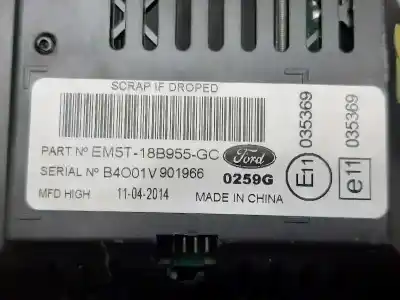 SCRAP IF DROPED
PART Nº EM5T-18B955-GC
Ford
SERIAL Nº B4O01V901966
0259G
MFD HIGH 11-04-2014
MADE IN CHINA
E11 035369
e11 035369